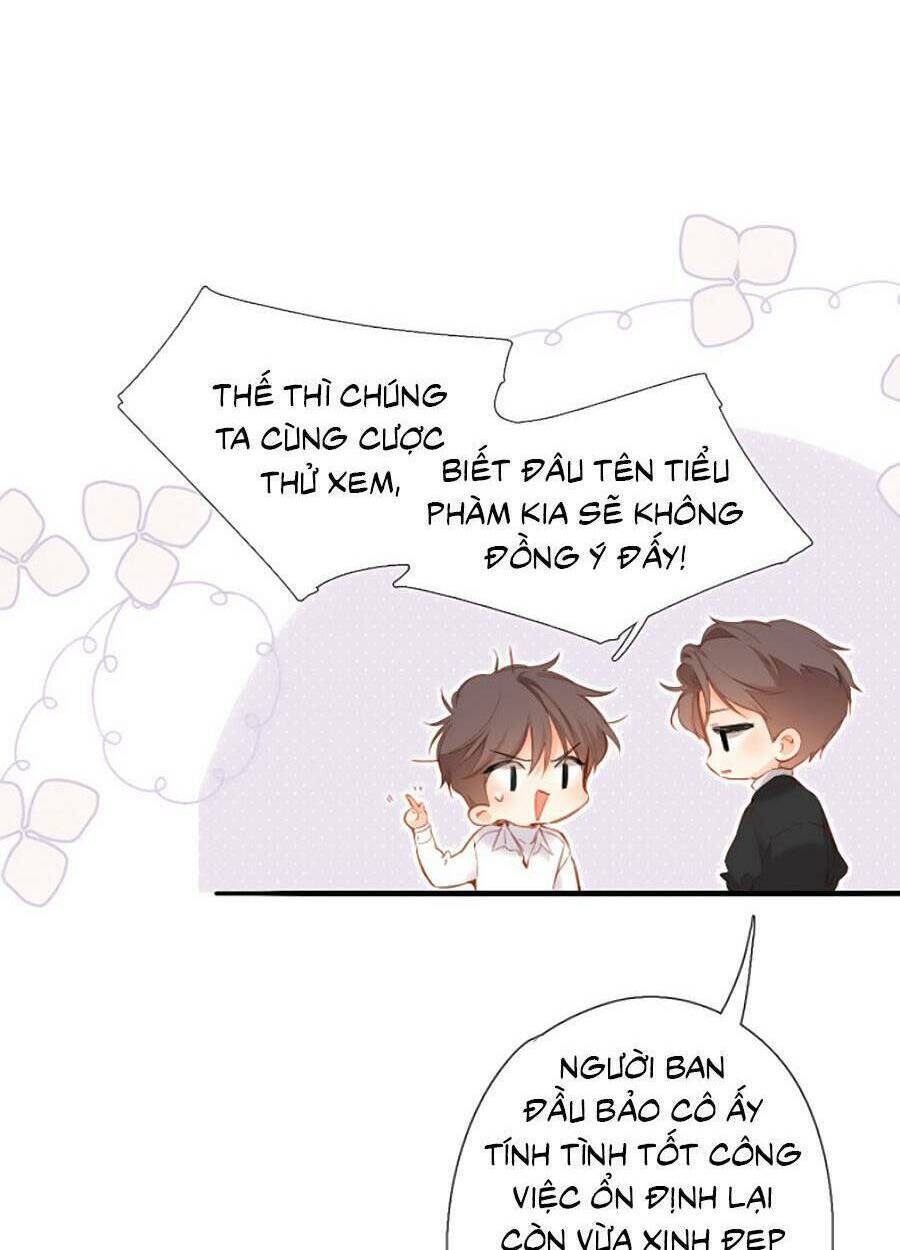 THẾ THÌ CHÚNG
TA CÙNG CƯỢC
THỬ XEM,
BIẾT ĐÂU TÊN TIỂU
PHÀM KIA SẼ KHÔNG
ĐỒNG Ý ĐẤY!
NGƯỜI BAN
ĐẦU BẢO CÔ ẤY
TÍNH TÌNH TỐT CÔNG
VIỆC ỔN ĐỊNH LẠI
CÒN VỪA XINH ĐẸP